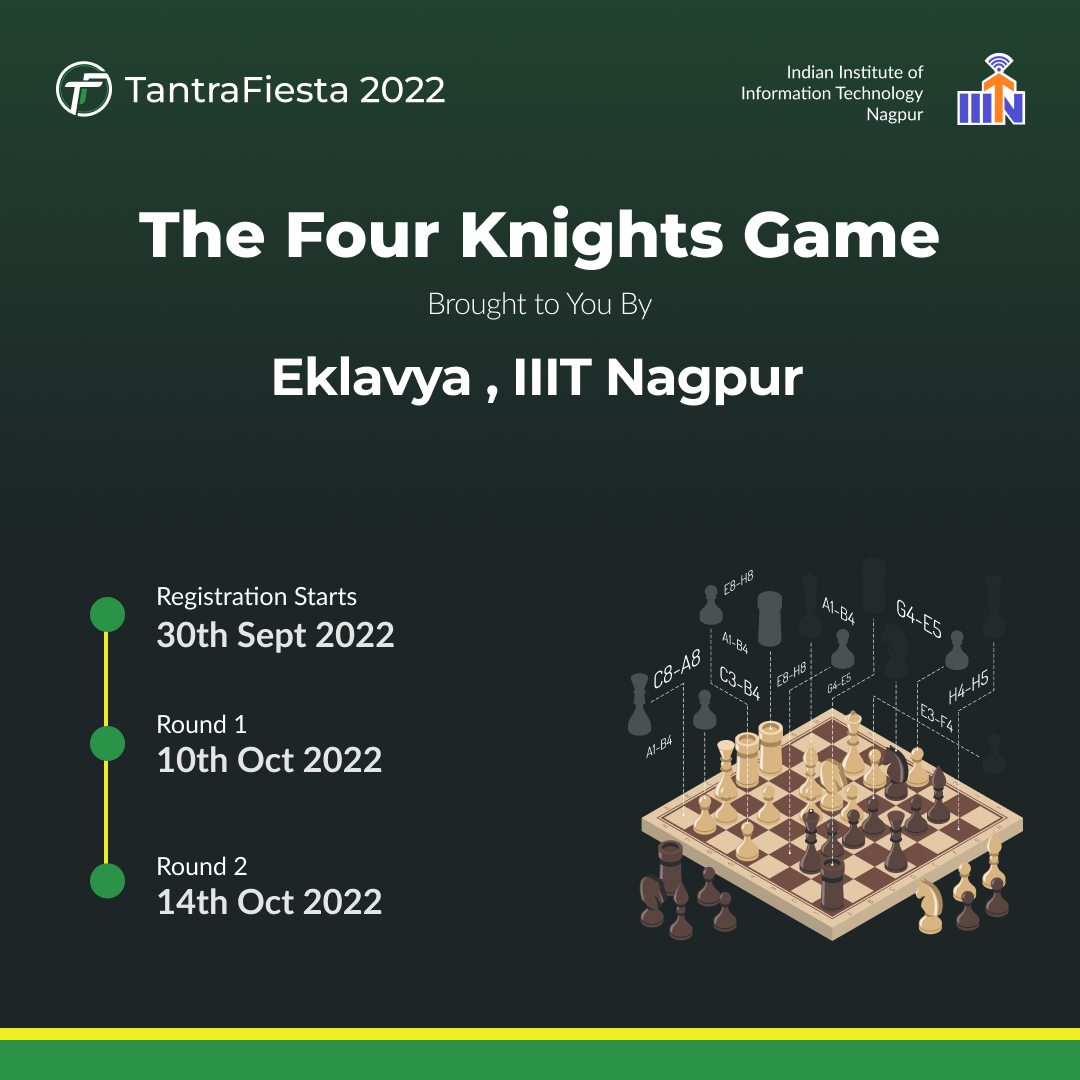 TantraFiesta 2022
Indian Institute of
Information Technology
Nagpur
IIITN
The Four Knights Game
Brought to You By
Eklavya , IIIT Nagpur
Registration Starts
30th Sept 2022
Round 1
10th Oct 2022
Round 2
14th Oct 2022
E8-H8
A1-B4
G4-E5
A1-B4
C8-A8
C3-B4
E8-H8
G4-E5
H4-H5
E3-F4
A1-B4